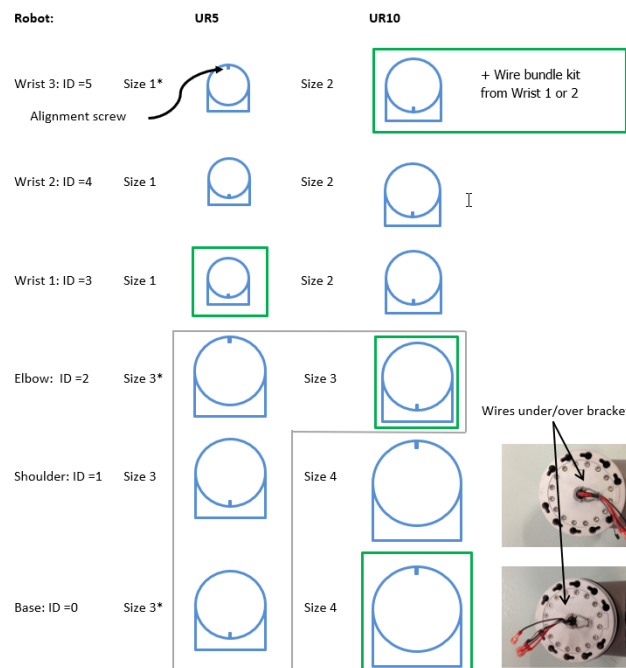 Robot: UR5 UR10
Wrist 3: ID =5 Size 1* Size 2 + Wire bundle kit
from Wrist 1 or 2
Alignment screw
Wrist 2: ID =4 Size 1 Size 2
Wrist 1: ID =3 Size 1 Size 2
Elbow: ID =2 Size 3* Size 3
Wires under/over bracke
Shoulder: ID =1 Size 3 Size 4
Base: ID =0 Size 3* Size 4